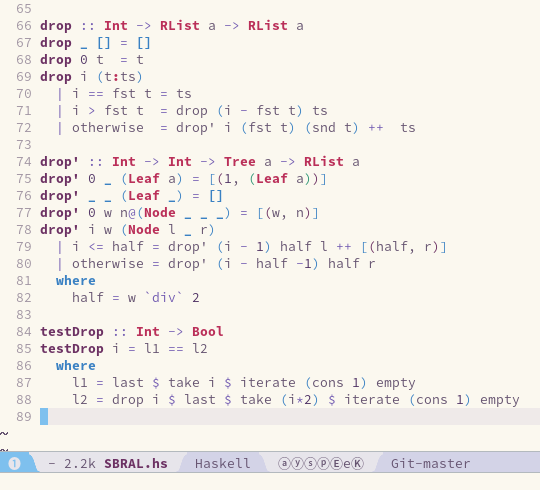 65
66 drop :: Int -> RList a -> RList a
67 drop _ [] = []
68 drop 0 t  = t
69 drop i (t:ts)
70   | i == fst t = ts
71   | i > fst t  = drop (i - fst t) ts
72   | otherwise  = drop' i (fst t) (snd t) ++  ts
73
74 drop' :: Int -> Int -> Tree a -> RList a
75 drop' 0 _ (Leaf a) = [(1, (Leaf a))]
76 drop' _ _ (Leaf _) = []
77 drop' 0 w n@(Node _ _ _) = [(w, n)]
78 drop' i w (Node l _ r)
79   | i <= half = drop' (i - 1) half l ++ [(half, r)]
80   | otherwise = drop' (i - half -1) half r
81   where
82     half = w `div` 2
83
84 testDrop :: Int -> Bool
85 testDrop i = l1 == l2
86   where
87     l1 = last $ take i $ iterate (cons 1) empty
88     l2 = drop i $ last $ take (i*2) $ iterate (cons 1) empty
89
~
~
❶ - 2.2k SBRAL.hs Haskell ⓐⓨⓢⓟⒺeⓀ Git-master